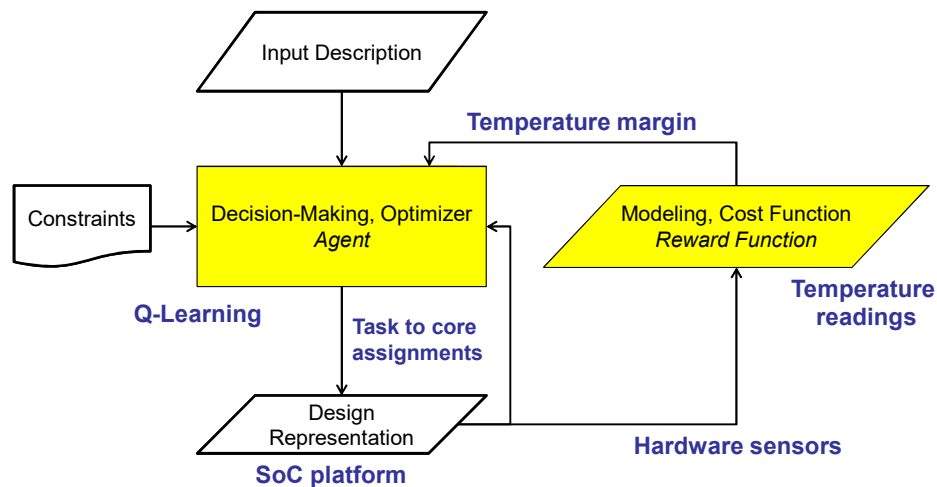 Input Description
Temperature margin
Constraints
Decision-Making, Optimizer
Agent
Modeling, Cost Function
Reward Function
Q-Learning
Temperature
readings
Task to core
assignments
Design
Representation
Hardware sensors
SoC platform